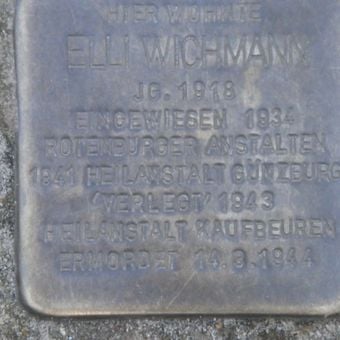 HIER WOHNTE
ELLI WICHMANN
JG. 1918
EINGEWIESEN 1934
ROTENBURGER ANSTALTEN
1941 HEILANSTALT GÜNZBURG
'VERLEGT' 1943
HEILANSTALT KAUFBEUREN
ERMORDET 14.3.1944